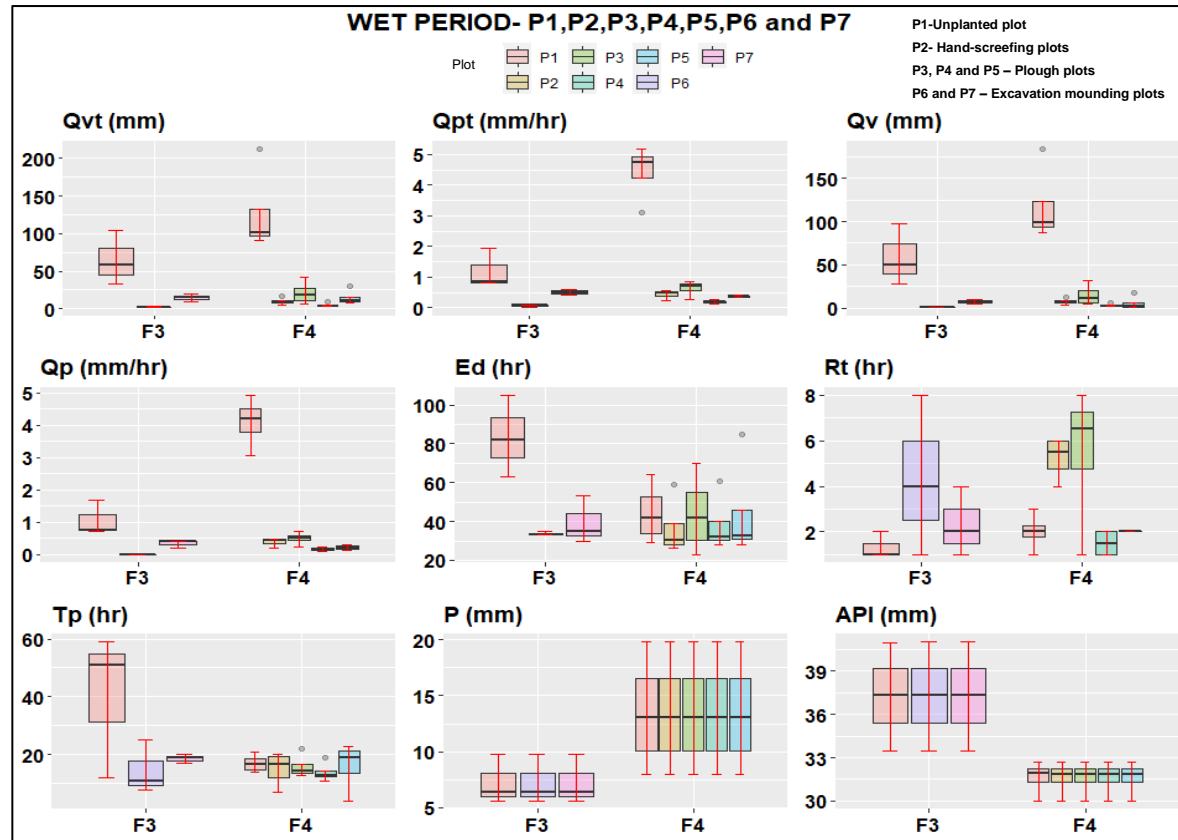 WET PERIOD- P1,P2,P3,P4,P5,P6 and P7
P1-Unplanted plot
P2- Hand-screefing plots
P3, P4 and P5 – Plough plots
P6 and P7 – Excavation mounding plots
Plot
P1 P3 P5 P7
P2 P4 P6
Qvt (mm) Qpt (mm/hr) Qv (mm)
200
150
100
50
0
F3 F4
5
4
3
2
1
0
F3 F4
150
100
50
0
F3 F4
Qp (mm/hr) Ed (hr) Rt (hr)
5
4
3
2
1
0
F3 F4
100
80
60
40
20
F3 F4
8
6
4
2
F3 F4
Tp (hr) P (mm) API (mm)
60
40
20
F3 F4
20
15
10
5
F3 F4
39
36
33
30
F3 F4